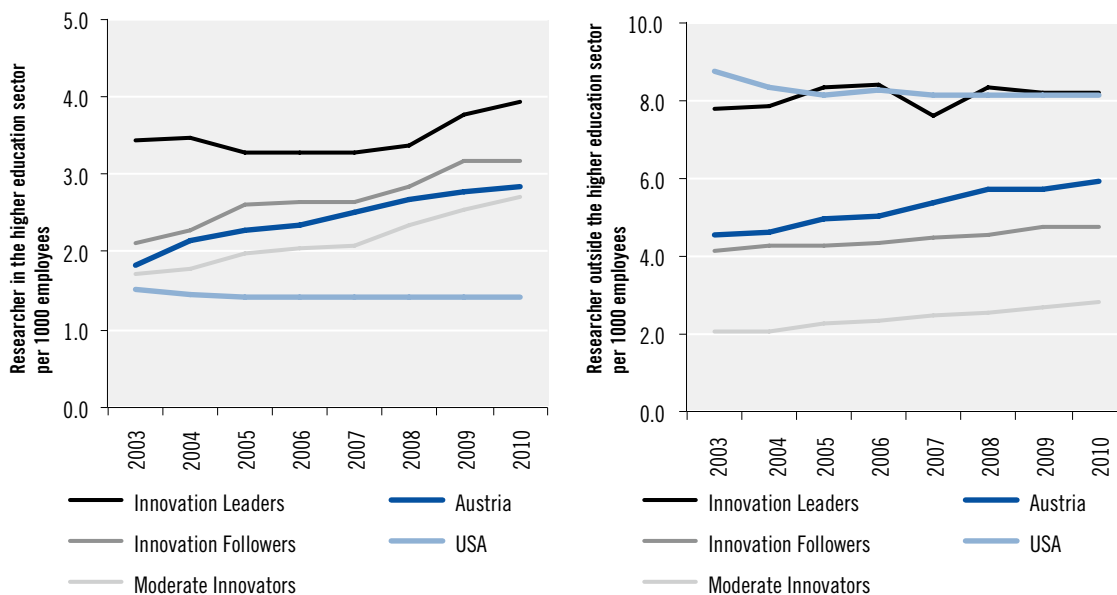 Researcher in the higher education sector
per 1000 employees
5.0
4.0
3.0
2.0
1.0
0.0
2003
2004
2005
2006
2007
2008
2009
2010
Innovation Leaders
Austria
Innovation Followers
USA
Moderate Innovators
Researcher outside the higher education sector
per 1000 employees
10.0
8.0
6.0
4.0
2.0
0.0
2003
2004
2005
2006
2007
2008
2009
2010
Innovation Leaders
Austria
Innovation Followers
USA
Moderate Innovators